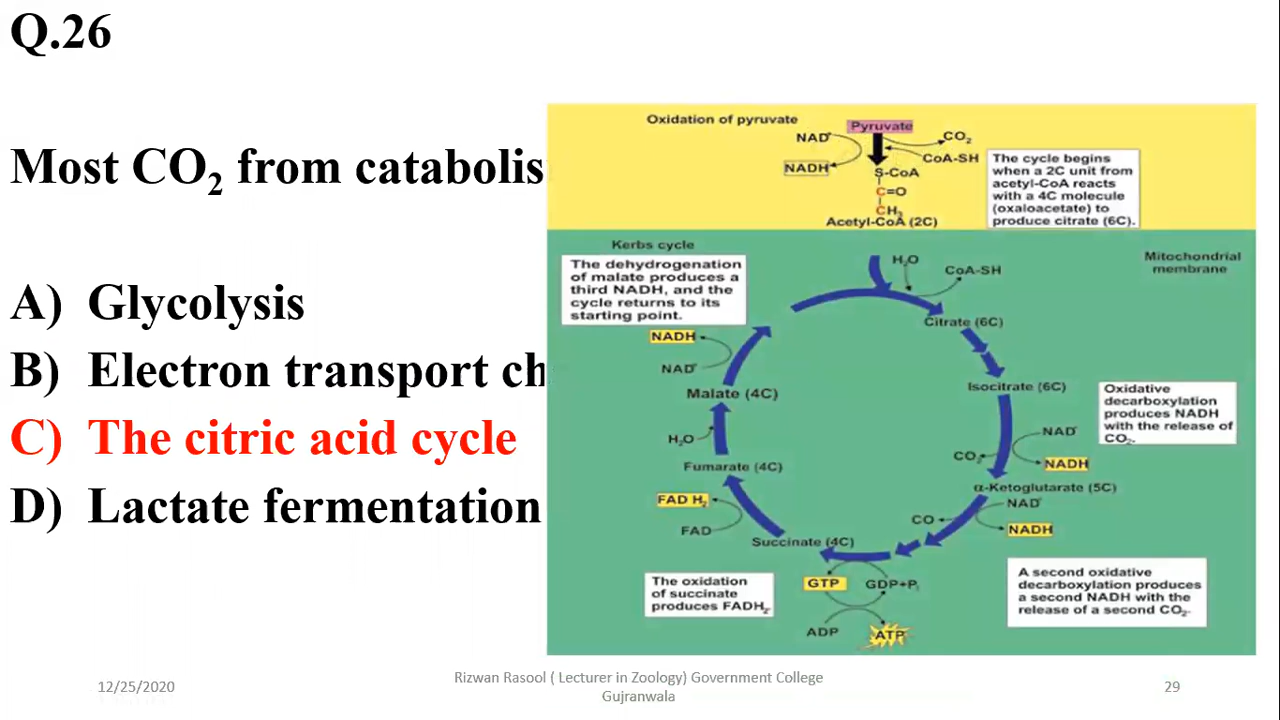 Q.26
Most CO₂ from catabolis
A) Glycolysis
B) Electron transport ch
C) The citric acid cycle
D) Lactate fermentation
Oxidation of pyruvate
Pyruvate
NAD⁺
CO₂
NADH
CoA-SH
S-CoA
C=O
CH₃
Acetyl-CoA (2C)
The cycle begins
when a 2C unit from
acetyl-CoA reacts
with a 4C molecule
(oxaloacetate) to
produce citrate (6C).
Kerbs cycle
Mitochondrial
membrane
The dehydrogenation
of malate produces a
third NADH, and the
cycle returns to its
starting point.
H₂O
CoA-SH
Citrate (6C)
NADH
NAD⁺
Malate (4C)
Isocitrate (6C)
Oxidative
decarboxylation
produces NADH
with the release of
CO₂.
H₂O
NAD⁺
CO₂
NADH
Fumarate (4C)
α-Ketoglutarate (5C)
FAD H₂
NAD⁺
CO
FAD
NADH
Succinate (4C)
The oxidation
of succinate
produces FADH₂
GTP
GDP+Pᵢ
ADP
ATP
A second oxidative
decarboxylation produces
a second NADH with the
release of a second CO₂.
12/25/2020
Rizwan Rasool ( Lecturer in Zoology) Government College
Gujranwala
29